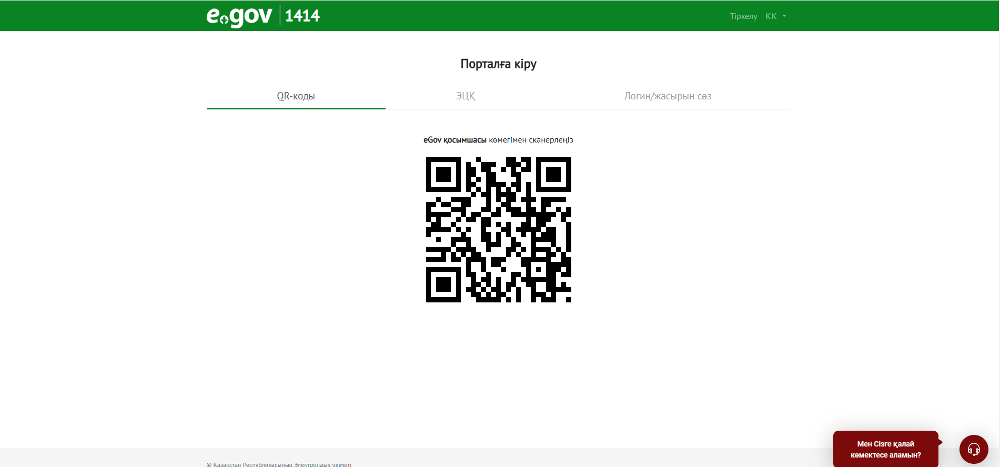 egov 1414
Тіркелу КК
Порталға кіру
QR-коды ЭЦҚ Логин/жасырын сөз
eGov қосымшасы көмегімен сканерлеңіз
Мен Сізге қалай
көмектесе аламын?
© Қазақстан Республикасының Электрондық үкіметі